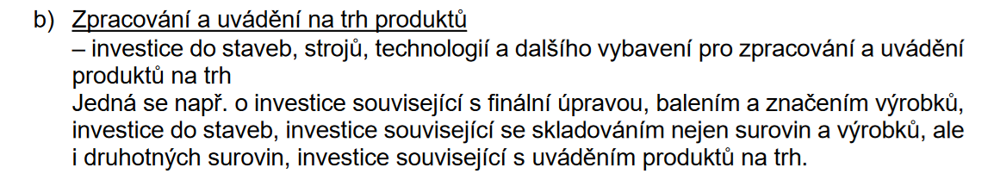 b) Zpracování a uvádění na trh produktů
– investice do staveb, strojů, technologií a dalšího vybavení pro zpracování a uvádění
produktů na trh
Jedná se např. o investice související s finální úpravou, balením a značením výrobků,
investice do staveb, investice související se skladováním nejen surovin a výrobků, ale
i druhotných surovin, investice související s uváděním produktů na trh.